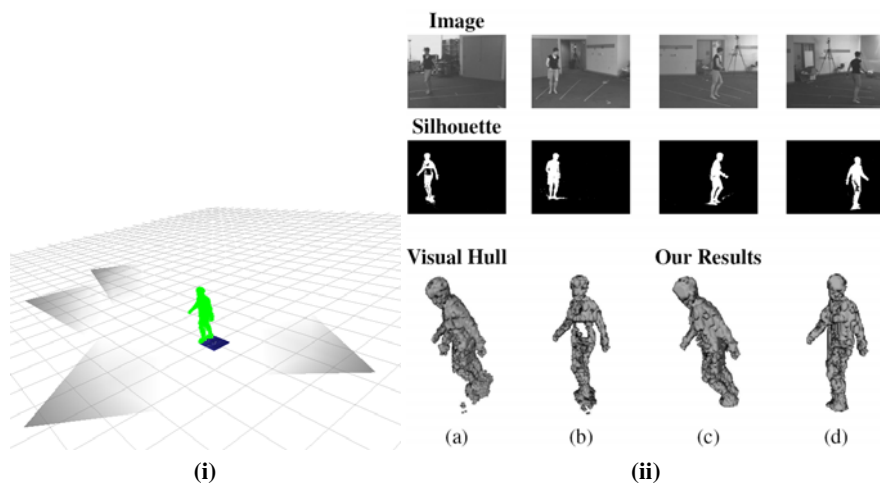 Image
Silhouette
Visual Hull
Our Results
(a)
(b)
(c)
(d)
(i)
(ii)